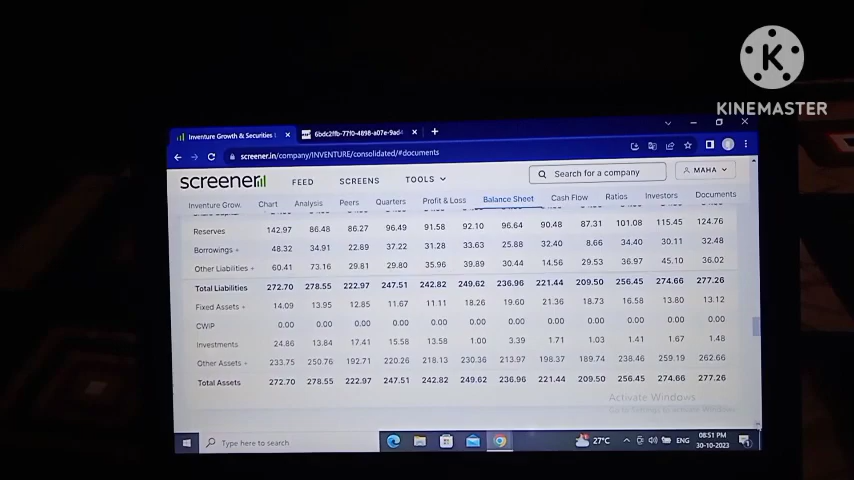 K
KINEMASTER
Inventure Growth & Securities L
6bdc2ffb-77f0-4898-a07e-9ad4
screener.in/company/INVENTURE/consolidated/#documents
screener FEED SCREENS TOOLS Search for a company MAHA
Inventure Grow. Chart Analysis Peers Quarters Profit & Loss Balance Sheet Cash Flow Ratios Investors Documents
Reserves 142.97 86.48 86.27 96.49 91.58 92.10 96.64 90.48 87.31 101.08 115.45 124.76
Borrowings + 48.32 34.91 22.89 37.22 31.28 33.63 25.88 32.40 8.66 34.40 30.11 32.48
Other Liabilities + 60.41 73.16 29.81 29.80 35.96 39.89 30.44 14.56 29.53 36.97 45.10 36.02
Total Liabilities 272.70 278.55 222.97 247.51 242.82 249.62 236.96 221.44 209.50 256.45 274.66 277.26
Fixed Assets + 14.09 13.95 12.85 11.67 11.11 18.26 19.60 21.36 18.73 16.58 13.80 13.12
CWIP 0.00 0.00 0.00 0.00 0.00 0.00 0.00 0.00 0.00 0.00 0.00 0.00
Investments 24.86 13.84 17.41 15.58 13.58 1.00 3.39 1.71 1.03 1.41 1.67 1.48
Other Assets + 233.75 250.76 192.71 220.26 218.13 230.36 213.97 198.37 189.74 238.46 259.19 262.66
Total Assets 272.70 278.55 222.97 247.51 242.82 249.62 236.96 221.44 209.50 256.45 274.66 277.26
Activate Windows
Go to Settings to activate Windows.
Type here to search 27°C ENG 08:51 PM
30-10-2023